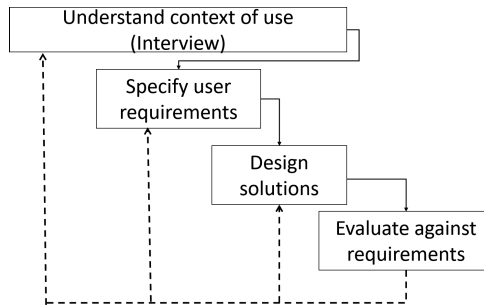 Understand context of use
(Interview)
Specify user
requirements
Design
solutions
Evaluate against
requirements